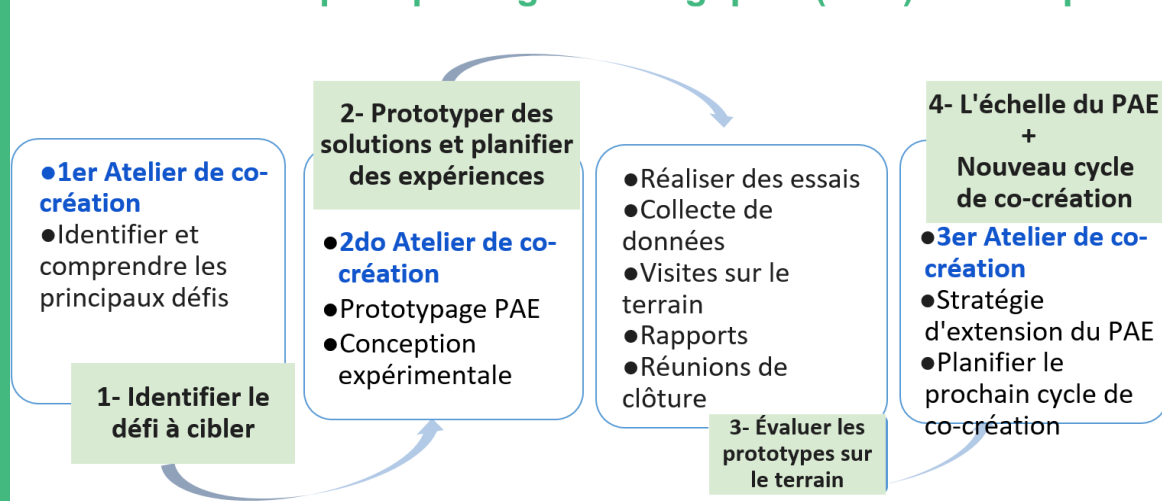 ●1er Atelier de co-
création
●Identifier et
comprendre les
principaux défis
1- Identifier le
défi à cibler
2- Prototyper des
solutions et planifier
des expériences
●2do Atelier de co-
création
●Prototypage PAE
●Conception
expérimentale
●Réaliser des essais
●Collecte de
données
●Visites sur le
terrain
●Rapports
●Réunions de
clôture
3- Évaluer les
prototypes sur
le terrain
4- L'échelle du PAE
+
Nouveau cycle
de co-création
●3er Atelier de co-
création
●Stratégie
d'extension du PAE
●Planifier le
prochain cycle de
co-création